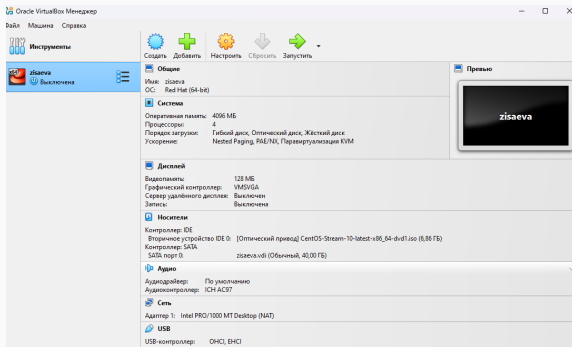 Oracle VirtualBox Менеджер
Файл Машина Справка
Инструменты
Создать Добавить Настроить Сбросить Запустить
zisaeva
Выключена
Общие
Имя: zisaeva
ОС: Red Hat (64-bit)
Система
Оперативная память: 4096 МБ
Процессоры: 4
Порядок загрузки: Гибкий диск, Оптический диск, Жёсткий диск
Ускорение: Nested Paging, PAE/NX, Паравиртуализация KVM
Дисплей
Видеопамять: 128 МБ
Графический контроллер: VMSVGA
Сервер удалённого дисплея: Выключен
Запись: Выключена
Носители
Контроллер: IDE
Вторичное устройство IDE 0: [Оптический привод] CentOS-Stream-10-latest-x86_64-dvd1.iso (6,86 ГБ)
Контроллер: SATA
SATA порт 0: zisaeva.vdi (Обычный, 40,00 ГБ)
Аудио
Аудиодрайвер: По умолчанию
Аудиоконтроллер: ICH AC97
Сеть
Адаптер 1: Intel PRO/1000 MT Desktop (NAT)
USB
USB-контроллер: OHCI, EHCI
Превью
zisaeva